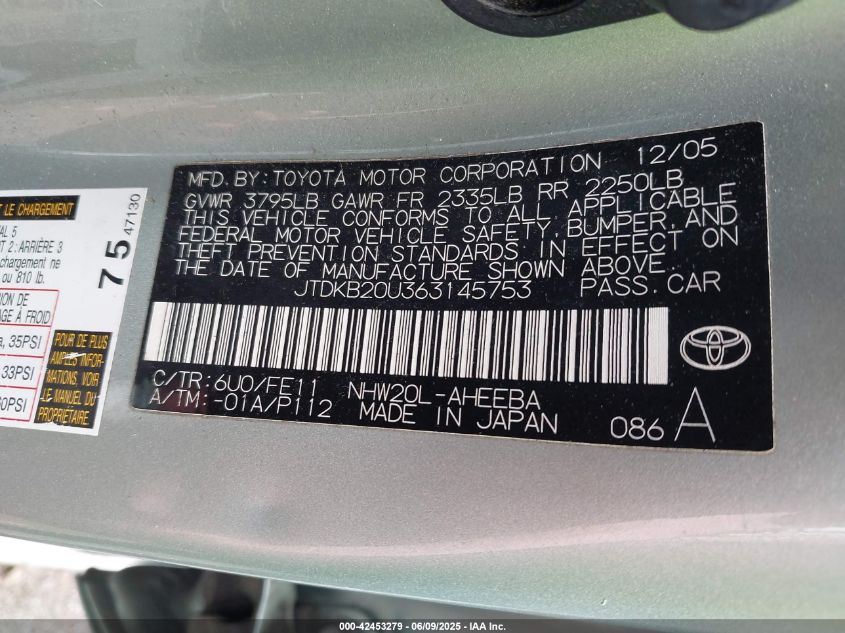 MFD. BY: TOYOTA MOTOR CORPORATION 12/05
GVWR 3795LB GAWR FR 2335LB RR 2250LB
THIS VEHICLE CONFORMS TO ALL APPLICABLE
FEDERAL MOTOR VEHICLE SAFETY, BUMPER, AND
THEFT PREVENTION STANDARDS IN EFFECT ON
THE DATE OF MANUFACTURE SHOWN ABOVE.
JTDKB20U363145753 PASS. CAR
C/TR: 6U0/FE11 NHW20L-AHEEBA
A/TM: -01A/P112 MADE IN JAPAN
086 A
T LE CHARGEMENT
AL 5
T 2: ARRIÈRE 3
chargement ne
ou 810 lb.
75
47130
ION DE
AGE À FROID
a, 35PSI
33PSI
60PSI
POUR DE PLUS
AMPLES INFOR-
MATIONS, VOIR
LE MANUEL DU
PROPRIÉTAIRE.
000-42453279 - 06/09/2025 - IAA Inc.